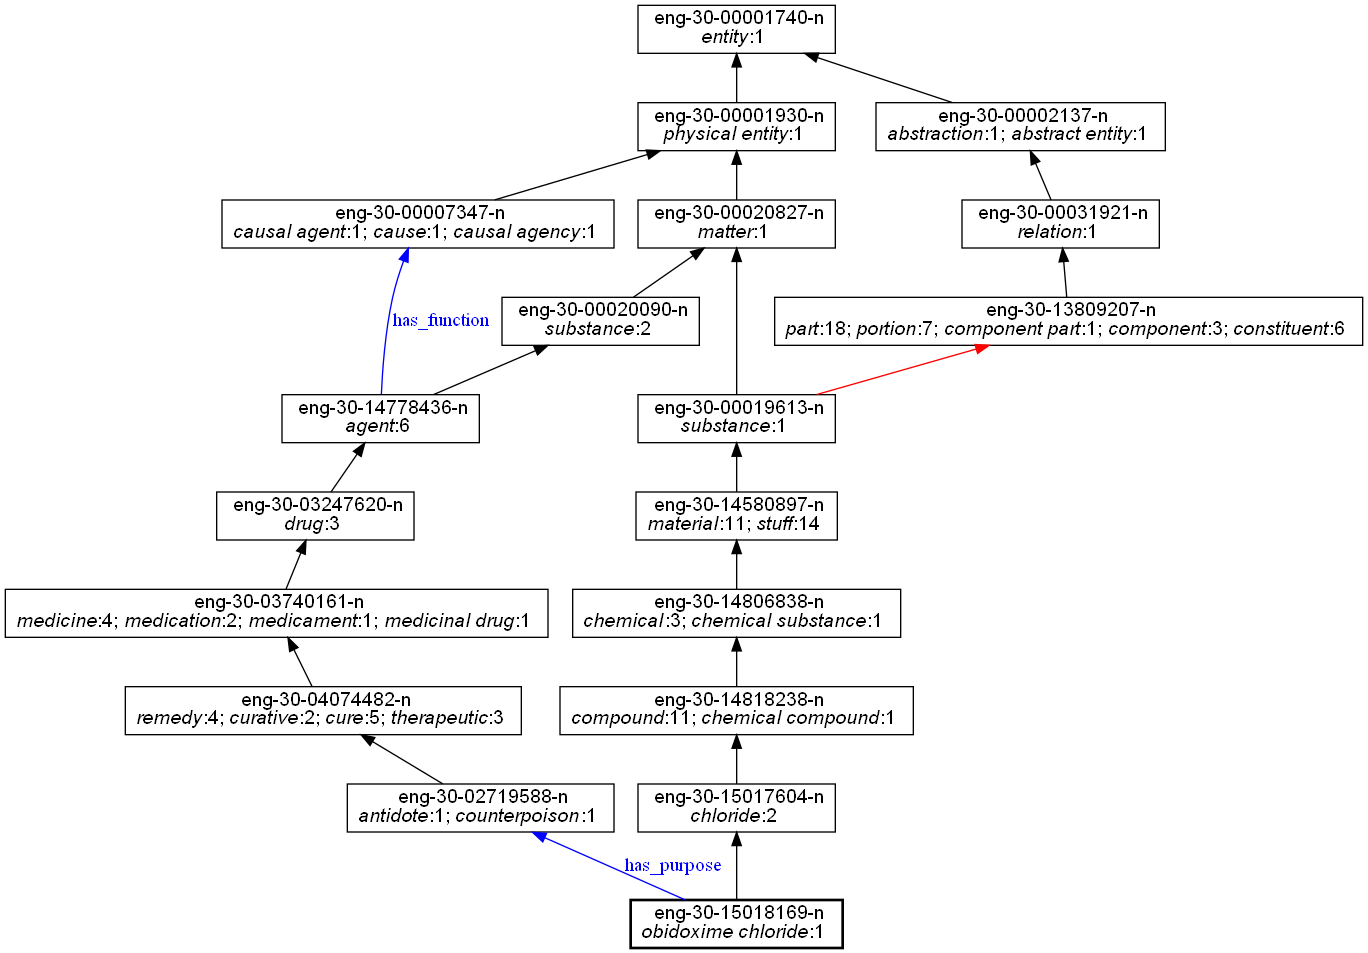 eng-30-00001740-n
entity:1
eng-30-00001930-n
physical entity:1
eng-30-00002137-n
abstraction:1; abstract entity:1
eng-30-00007347-n
causal agent:1; cause:1; causal agency:1
eng-30-00020827-n
matter:1
eng-30-00031921-n
relation:1
has_function
eng-30-00020090-n
substance:2
eng-30-13809207-n
part:18; portion:7; component part:1; component:3; constituent:6
eng-30-14778436-n
agent:6
eng-30-00019613-n
substance:1
eng-30-03247620-n
drug:3
eng-30-14580897-n
material:11; stuff:14
eng-30-03740161-n
medicine:4; medication:2; medicament:1; medicinal drug:1
eng-30-14806838-n
chemical:3; chemical substance:1
eng-30-04074482-n
remedy:4; curative:2; cure:5; therapeutic:3
eng-30-14818238-n
compound:11; chemical compound:1
eng-30-02719588-n
antidote:1; counterpoison:1
eng-30-15017604-n
chloride:2
has_purpose
eng-30-15018169-n
obidoxime chloride:1